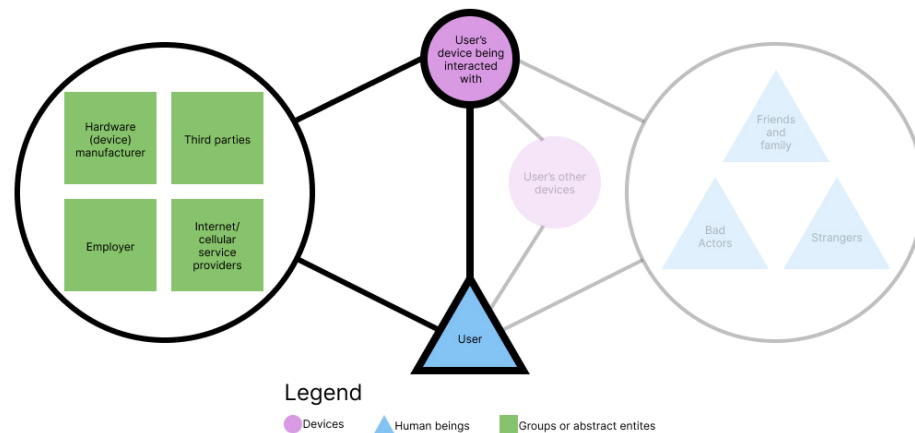 User's
device being
interacted
with
Hardware
(device)
manufacturer
Third parties
Employer
Internet/
cellular
service
providers
User's other
devices
Friends
and
family
Bad
Actors
Strangers
User
Legend
Devices
Human beings
Groups or abstract entites